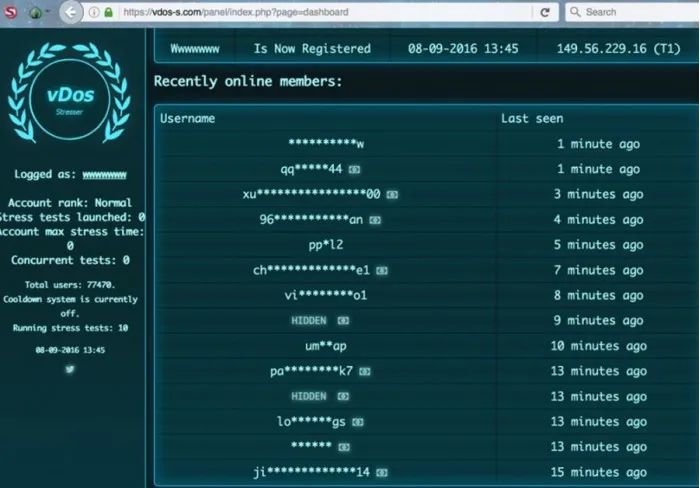 https://vdos-s.com/panel/index.php?page=dashboard
Search
Wwwwwww Is Now Registered 08-09-2016 13:45 149.56.229.16 (T1)
vDos
Stresser
Recently online members:
Username Last seen
**********w 1 minute ago
qq*****44 1 minute ago
xu****************00 3 minutes ago
96***********an 4 minutes ago
pp*l2 5 minutes ago
ch*************e1 7 minutes ago
vi********o1 8 minutes ago
HIDDEN 9 minutes ago
um**ap 10 minutes ago
pa********k7 13 minutes ago
HIDDEN 13 minutes ago
lo******gs 13 minutes ago
****** 13 minutes ago
ji*************14 15 minutes ago
Logged as: wwwwwww
Account rank: Normal
Stress tests launched: 0
Account max stress time:
0
Concurrent tests: 0
Total users: 77470.
Cooldown system is currently
off.
Running stress tests: 10
08-09-2016 13:45